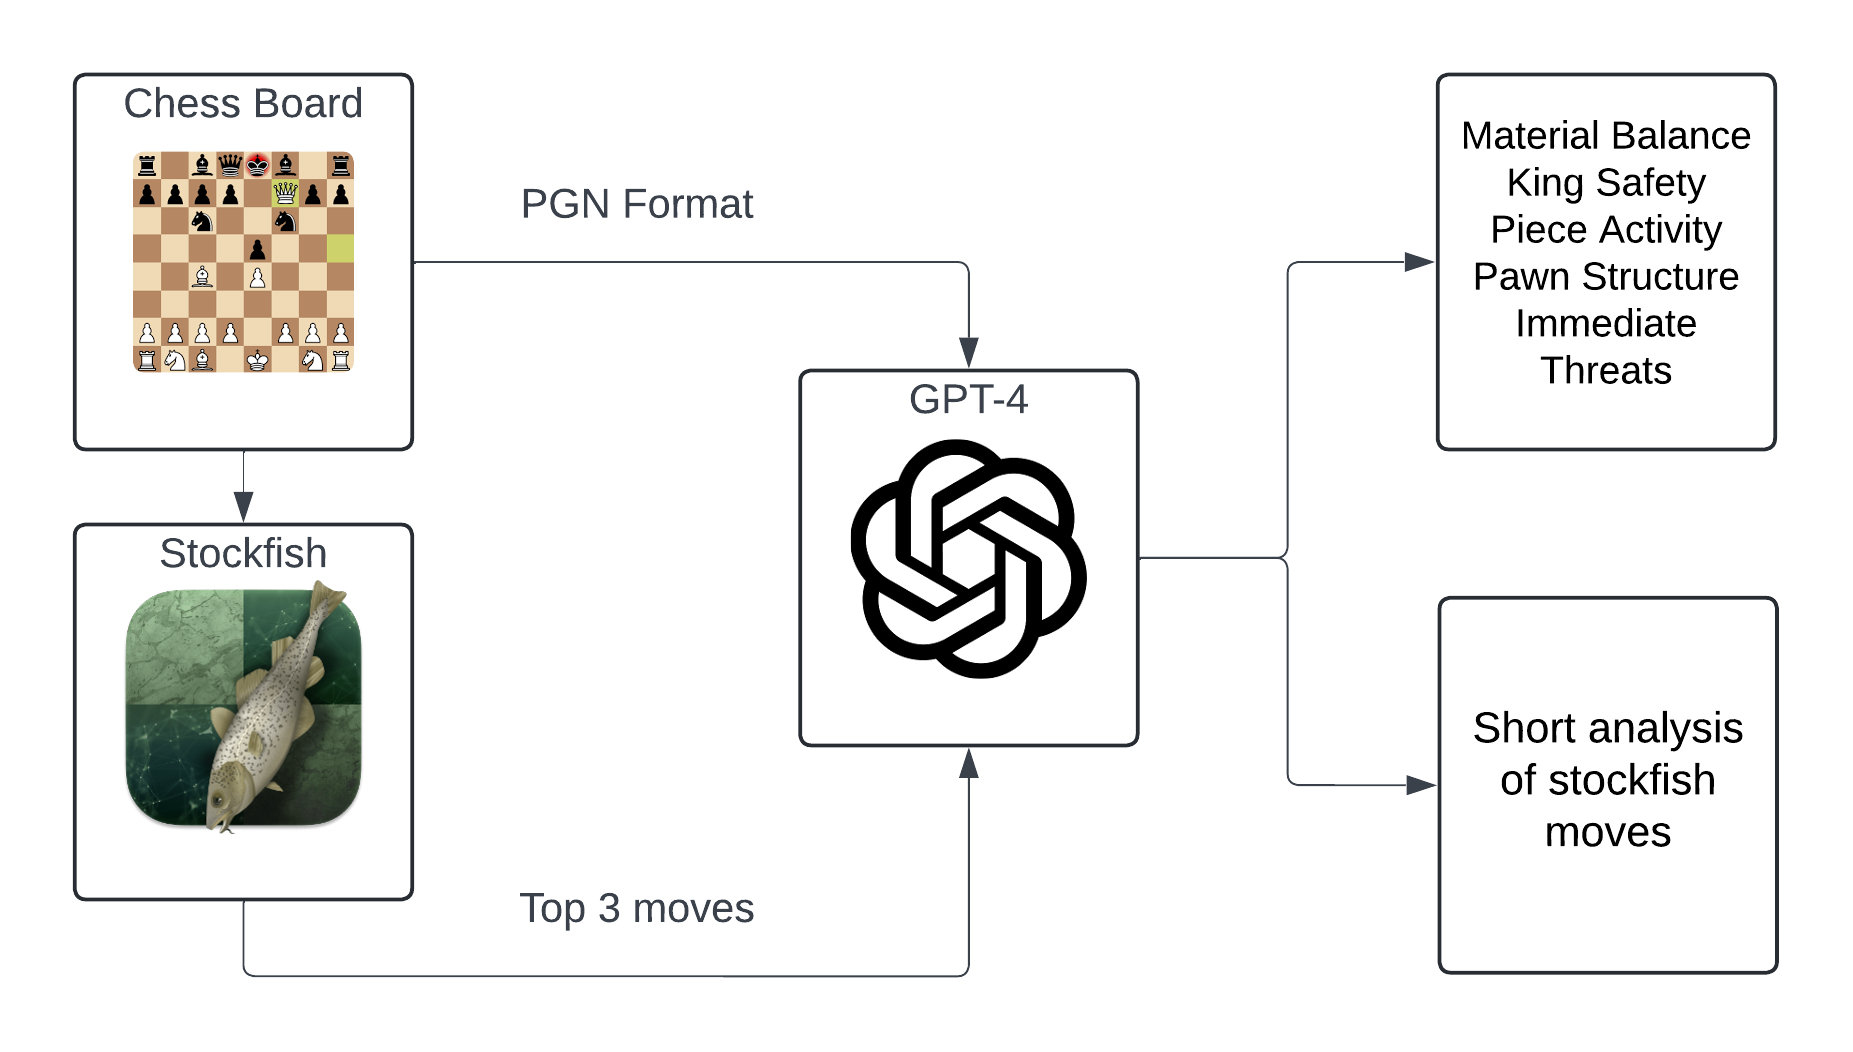 Chess Board
PGN Format
GPT-4
Stockfish
Top 3 moves
Material Balance
King Safety
Piece Activity
Pawn Structure
Immediate
Threats
Short analysis
of stockfish
moves